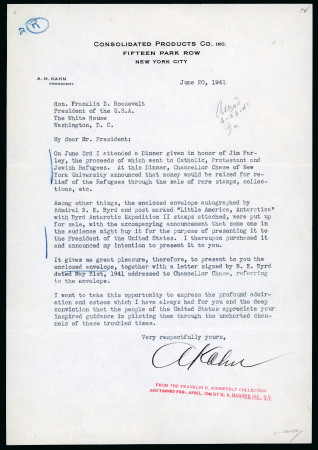 2 R
CONSOLIDATED PRODUCTS CO., INC.
FIFTEEN PARK ROW
NEW YORK CITY
A. H. KAHN
PRESIDENT
June 20, 1941
Hon. Franklin D. Roosevelt
President of the U.S.A.
The White House
Washington, D. C.
My dear Mr. President:
On June 3rd I attended a Dinner given in honor of Jim Far-
ley, the proceeds of which went to Catholic, Protestant and
Jewish Refugees. At this Dinner, Chancellor Chase of New
York University announced that money would be raised for re-
lief of the Refugees through the sale of rare stamps, collec-
tions, etc.
Among other things, the enclosed envelope autographed by
Admiral R. E. Byrd and post marked "Little America, Antarctica"
with Byrd Antarctic Expedition II stamps attached, were put up
for sale, with the accompanying announcement that some one in
the audience might buy it for the purpose of presenting it to
the President of the United States. I thereupon purchased it
and announced my intention to present it to you.
It gives me great pleasure, therefore, to present to you the
enclosed envelope, together with a letter signed by R. E. Byrd
dated May 21st, 1941 addressed to Chancellor Chase, referring
to the envelope.
I want to take this opportunity to express the profound admir-
ation and esteem which I have always had for you and the deep
conviction that the people of the United States appreciate your
inspired guidance in piloting them through the uncharted chan-
nels of these troubled times.
Very respectfully yours,
A Kahn
FROM THE FRANKLIN D. ROOSEVELT COLLECTION
AUCTIONED FEB., APRIL, 1946 BY H. R. HARMER INC., N.Y.